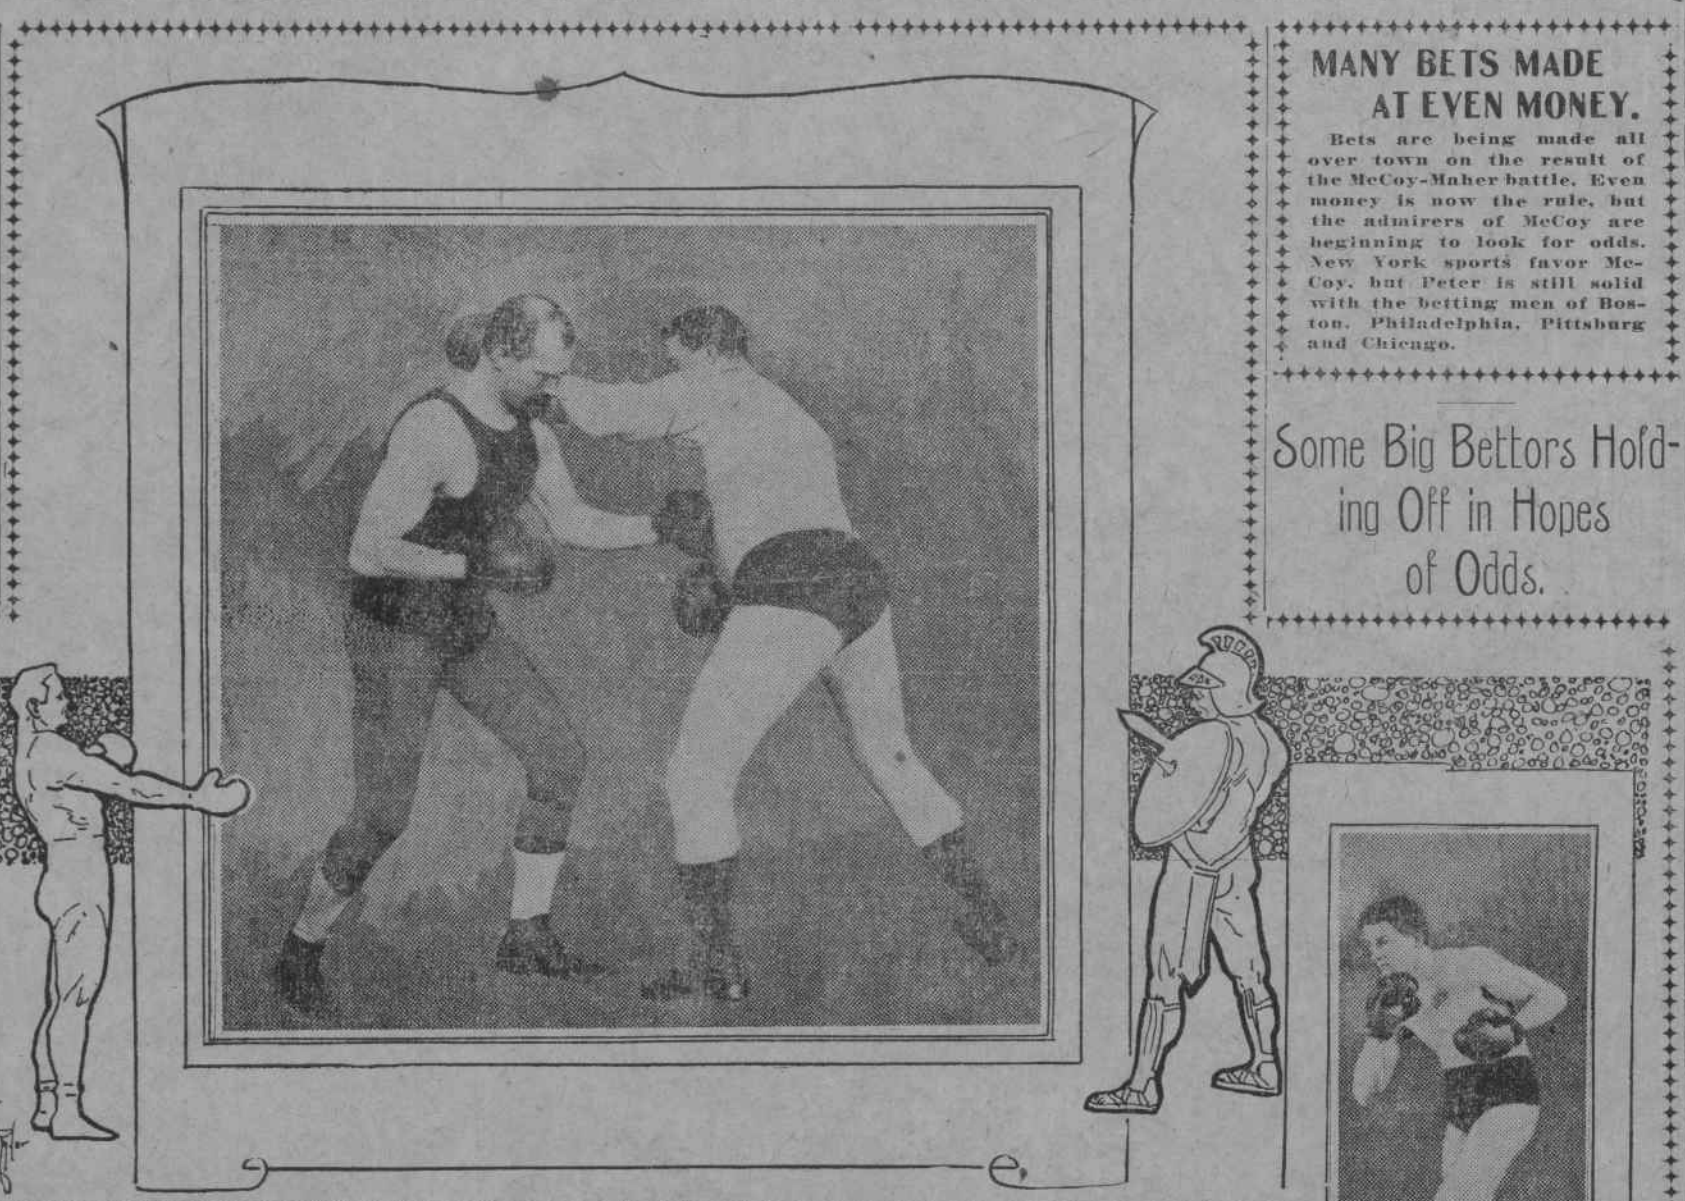 MANY BETS MADE
AT EVEN MONEY.
Bets are being made all
over town on the result of
the McCoy-Maher battle. Even
money is now the rule, but
the admirers of McCoy are
beginning to look for odds.
New York sports favor Mc-
Coy, but Peter is still solid
with the betting men of Bos-
ton, Philadelphia, Pittsburg
and Chicago.
Some Big Bettors Hold-
ing Off in Hopes
of Odds.